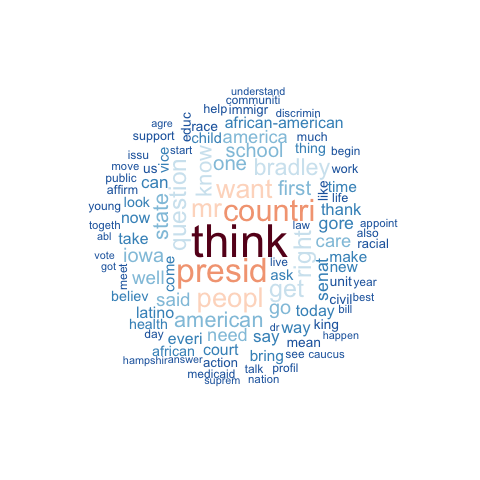 understand
communiti
help immigr discrimin
agre educ race african-american
support child america much
issu start school thing begin
move us vice know one bradley work
public can question want first like time
affirm state mr life
young look countri thank
now right law gore appoint
togeth think also
abl take care racial
vote iowa presid live make
got meet come ask senat new
well get unit year
believ said peopl go civil best
latino american today bill
health need way king
day everi say dr mean happen
african court bring see caucus
hampshir answer action
medicaid talk profil
suprem nation